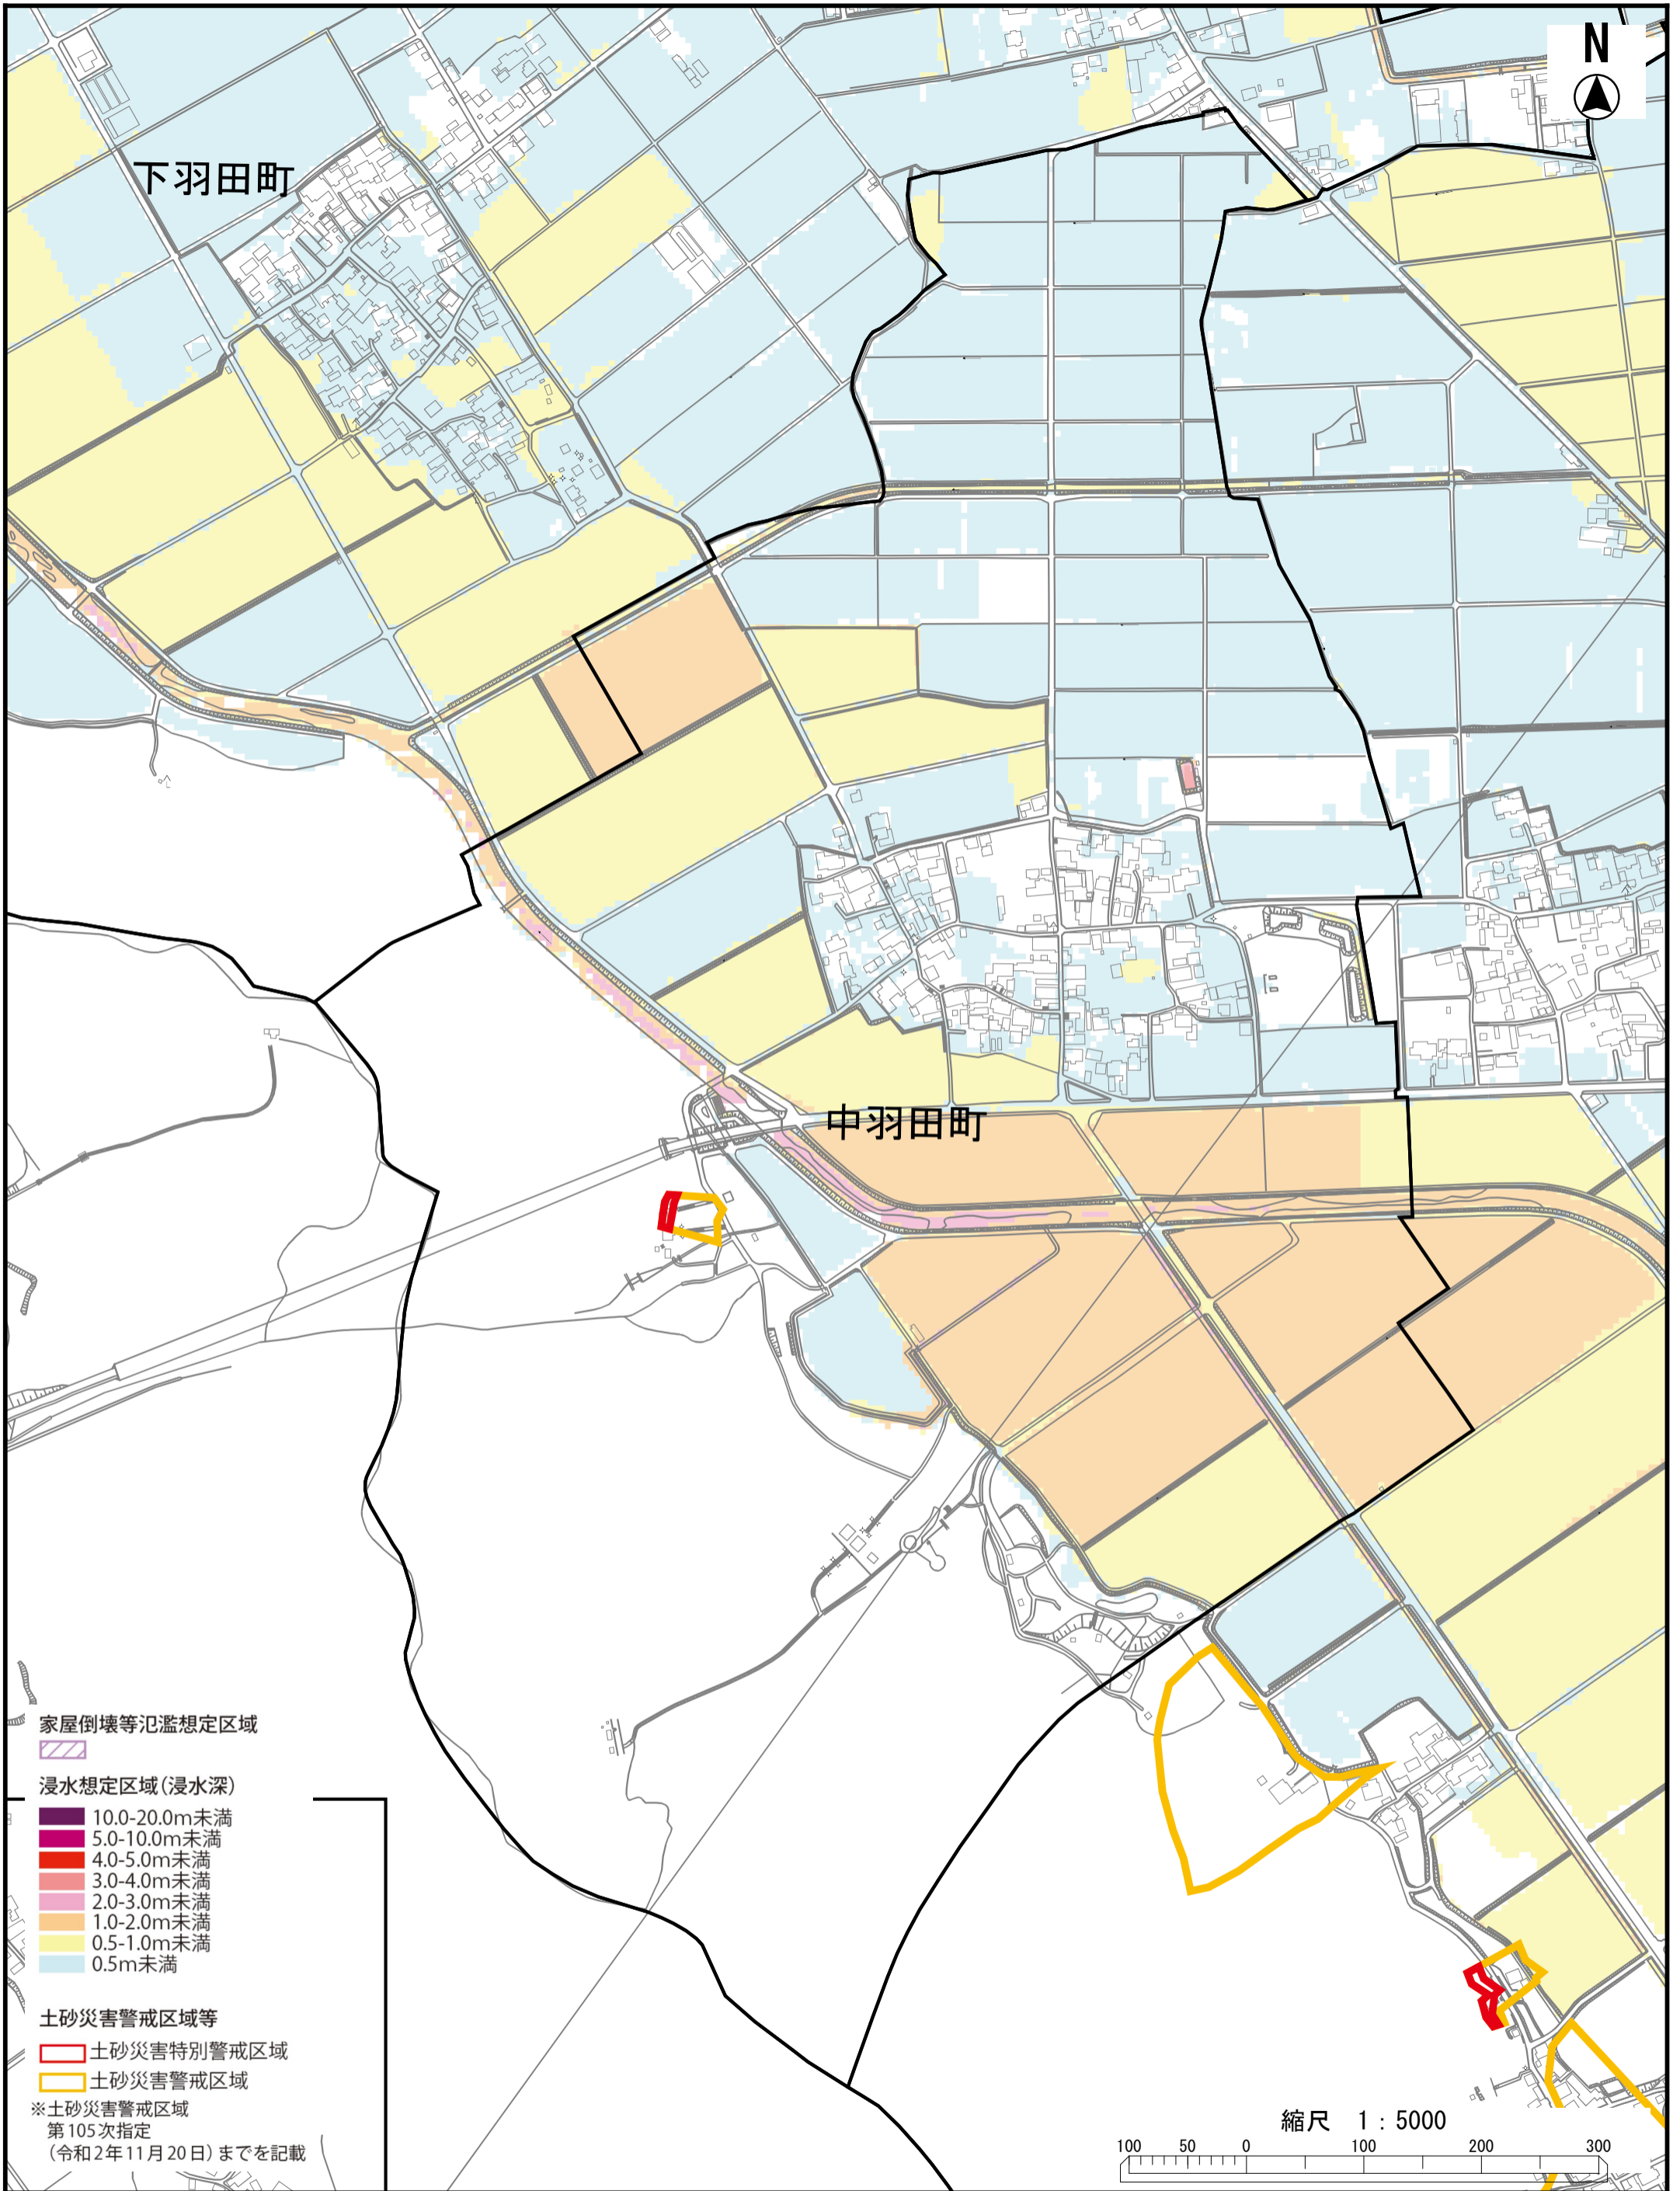 N
下羽田町
中羽田町
家屋倒壊等氾濫想定区域
浸水想定区域(浸水深)
10.0-20.0m未満
5.0-10.0m未満
4.0-5.0m未満
3.0-4.0m未満
2.0-3.0m未満
1.0-2.0m未満
0.5-1.0m未満
0.5m未満
土砂災害警戒区域等
土砂災害特別警戒区域
土砂災害警戒区域
※土砂災害警戒区域
第105次指定
(令和2年11月20日)までを記載
縮尺 1:5000
100 50 0 100 200 300